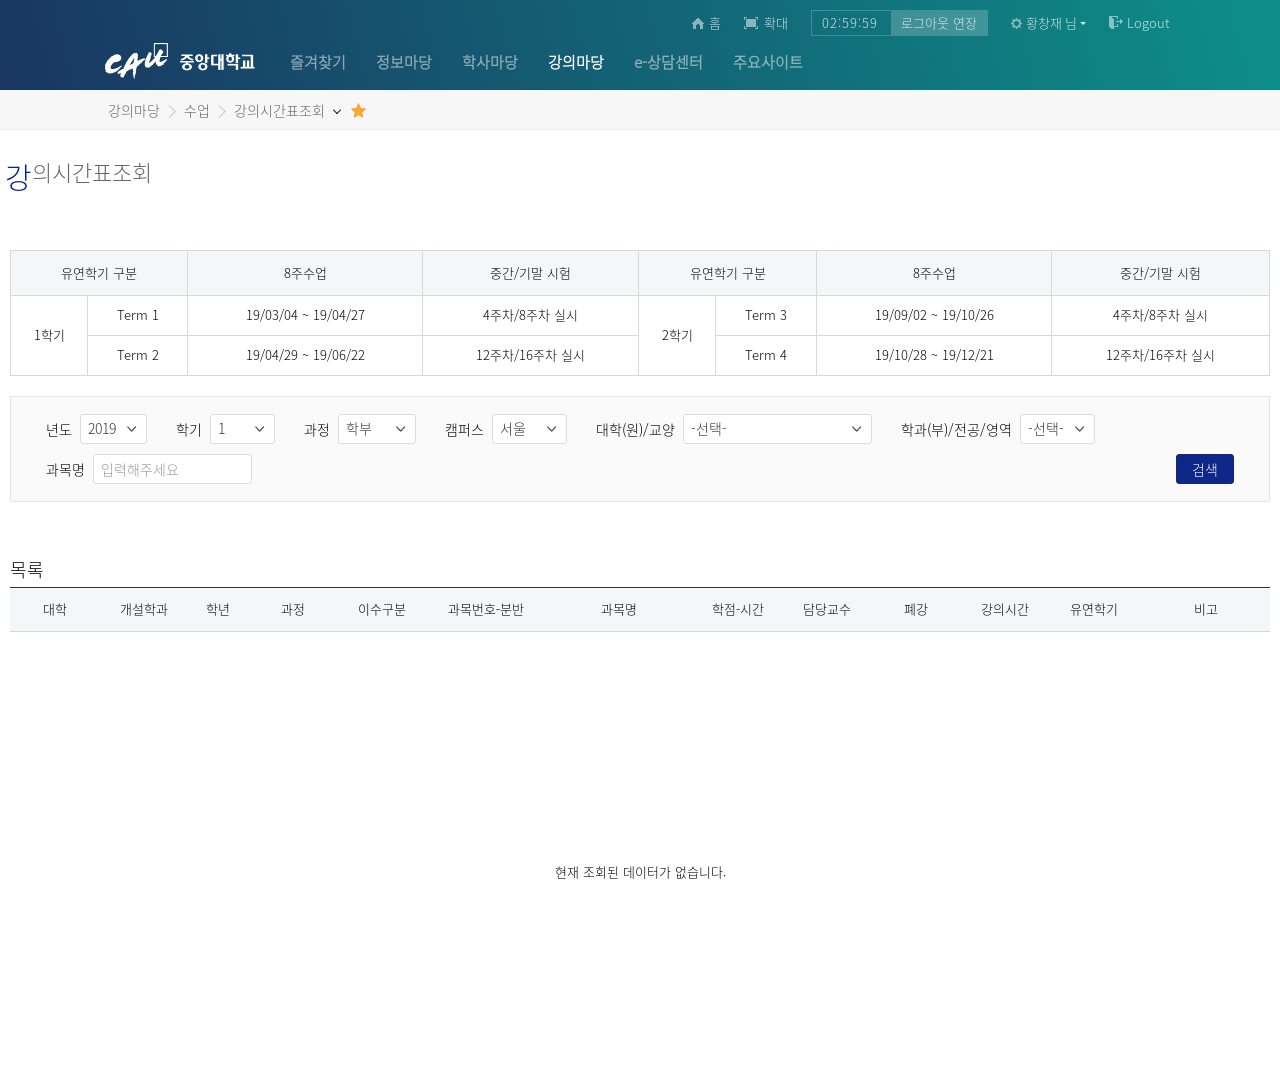 홈 확대 02:59:59 로그아웃 연장 황창재 님 Logout
CAU 중앙대학교 즐겨찾기 정보마당 학사마당 강의마당 e-상담센터 주요사이트
강의마당 수업 강의시간표조회
강의시간표조회
유연학기 구분 8주수업 중간/기말 시험 유연학기 구분 8주수업 중간/기말 시험
1학기 Term 1 19/03/04 ~ 19/04/27 4주차/8주차 실시 2학기 Term 3 19/09/02 ~ 19/10/26 4주차/8주차 실시
Term 2 19/04/29 ~ 19/06/22 12주차/16주차 실시 Term 4 19/10/28 ~ 19/12/21 12주차/16주차 실시
년도 2019 학기 1 과정 학부 캠퍼스 서울 대학(원)/교양 -선택- 학과(부)/전공/영역 -선택-
과목명 입력해주세요 검색
목록
대학 개설학과 학년 과정 이수구분 과목번호-분반 과목명 학점-시간 담당교수 폐강 강의시간 유연학기 비고
현재 조회된 데이터가 없습니다.